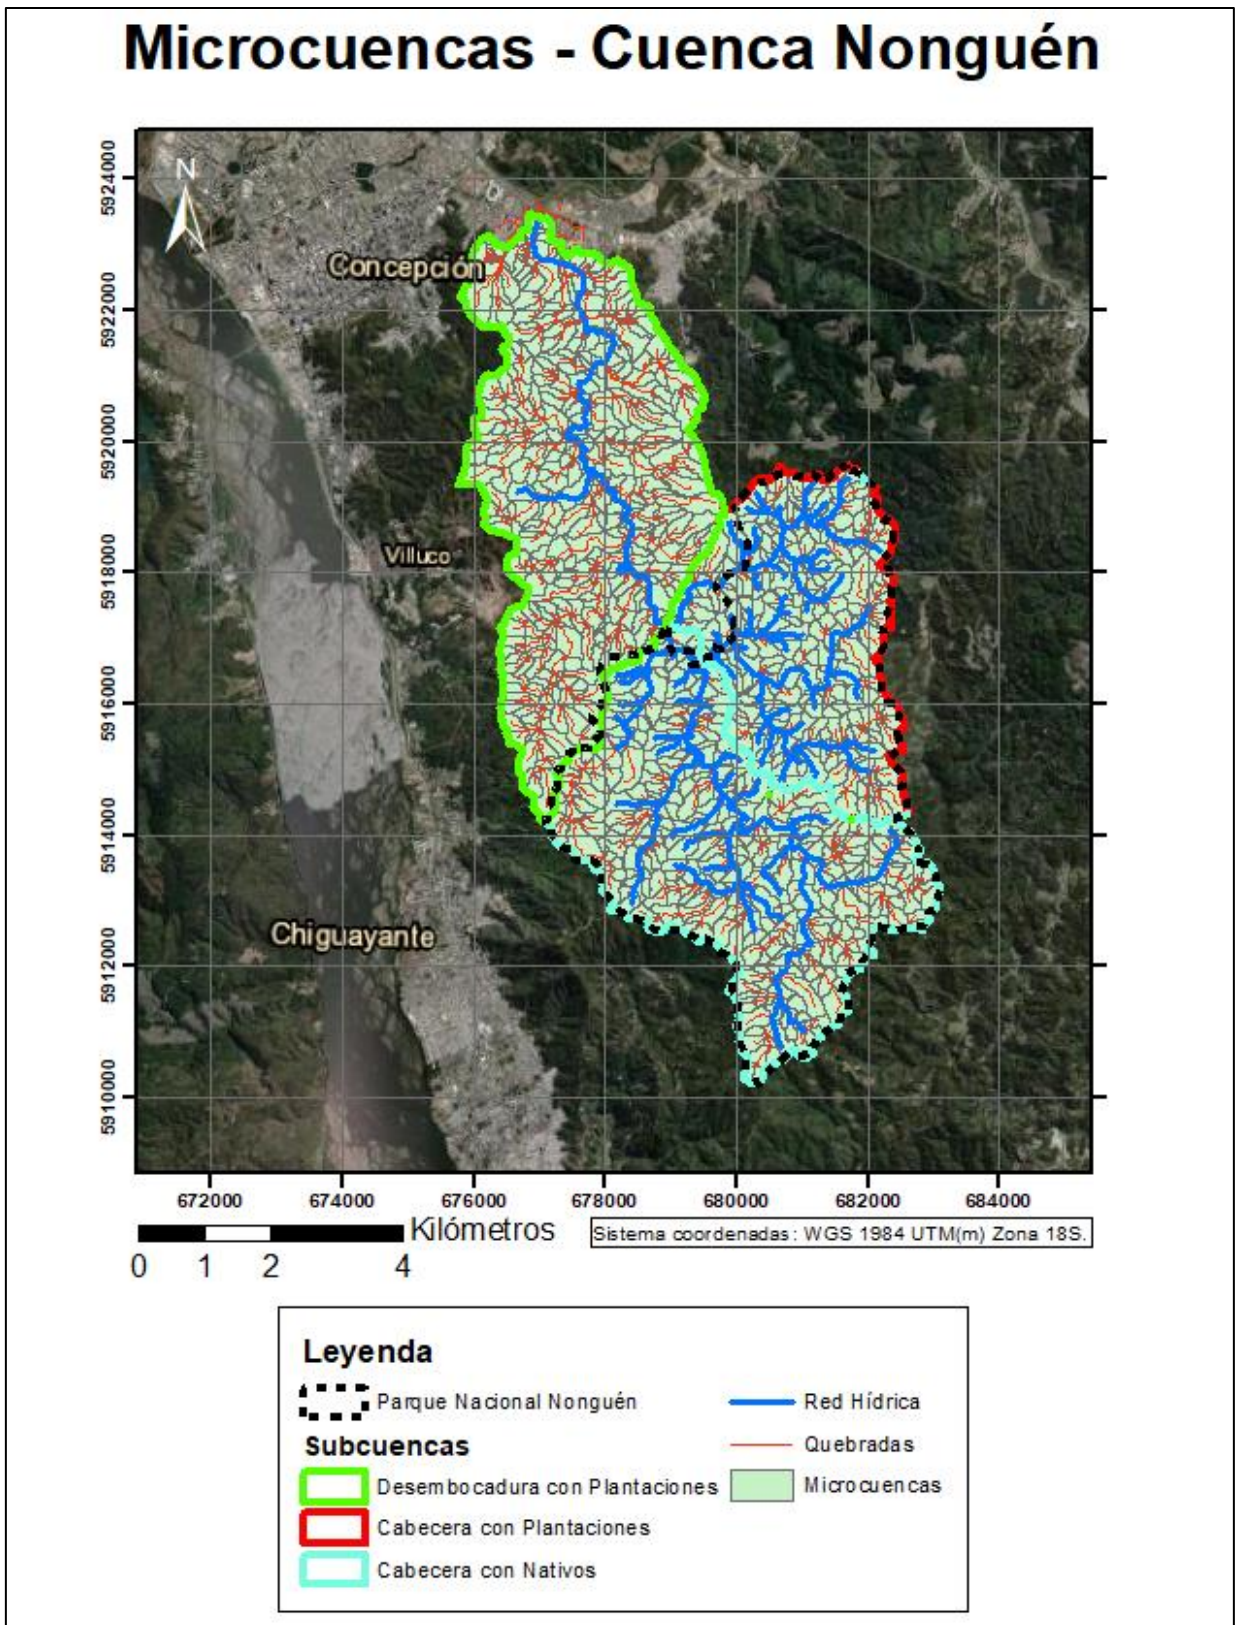 Microcuencas - Cuenca Nonguén
N
Concepción
Villuco
Chiguayante
5924000
5922000
5920000
5918000
5916000
5914000
5912000
5910000
672000 674000 676000 678000 680000 682000 684000
Kilómetros
0 1 2 4
Sistema coordenadas: WGS 1984 UTM(m) Zona 18S.
Leyenda
Parque Nacional Nonguén
Subcuencas
Desembocadura con Plantaciones
Cabecera con Plantaciones
Cabecera con Nativos
Red Hídrica
Quebradas
Microcuencas